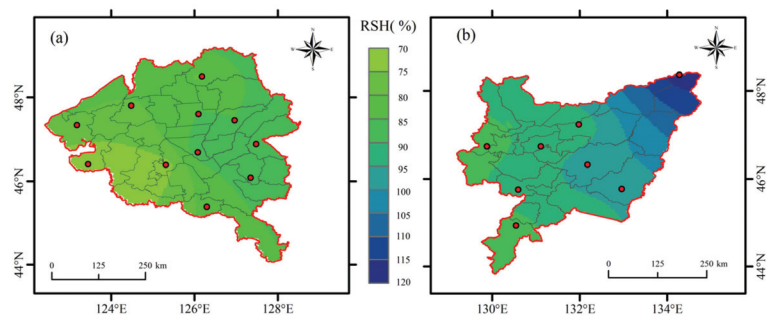 (a)
N
W E
S
48°N
46°N
44°N
0 125 250 km
124°E 126°E 128°E
RSH( %)
70
75
80
85
90
95
100
105
110
115
120
(b)
N
W E
S
48°N
46°N
44°N
0 125 250 km
130°E 132°E 134°E